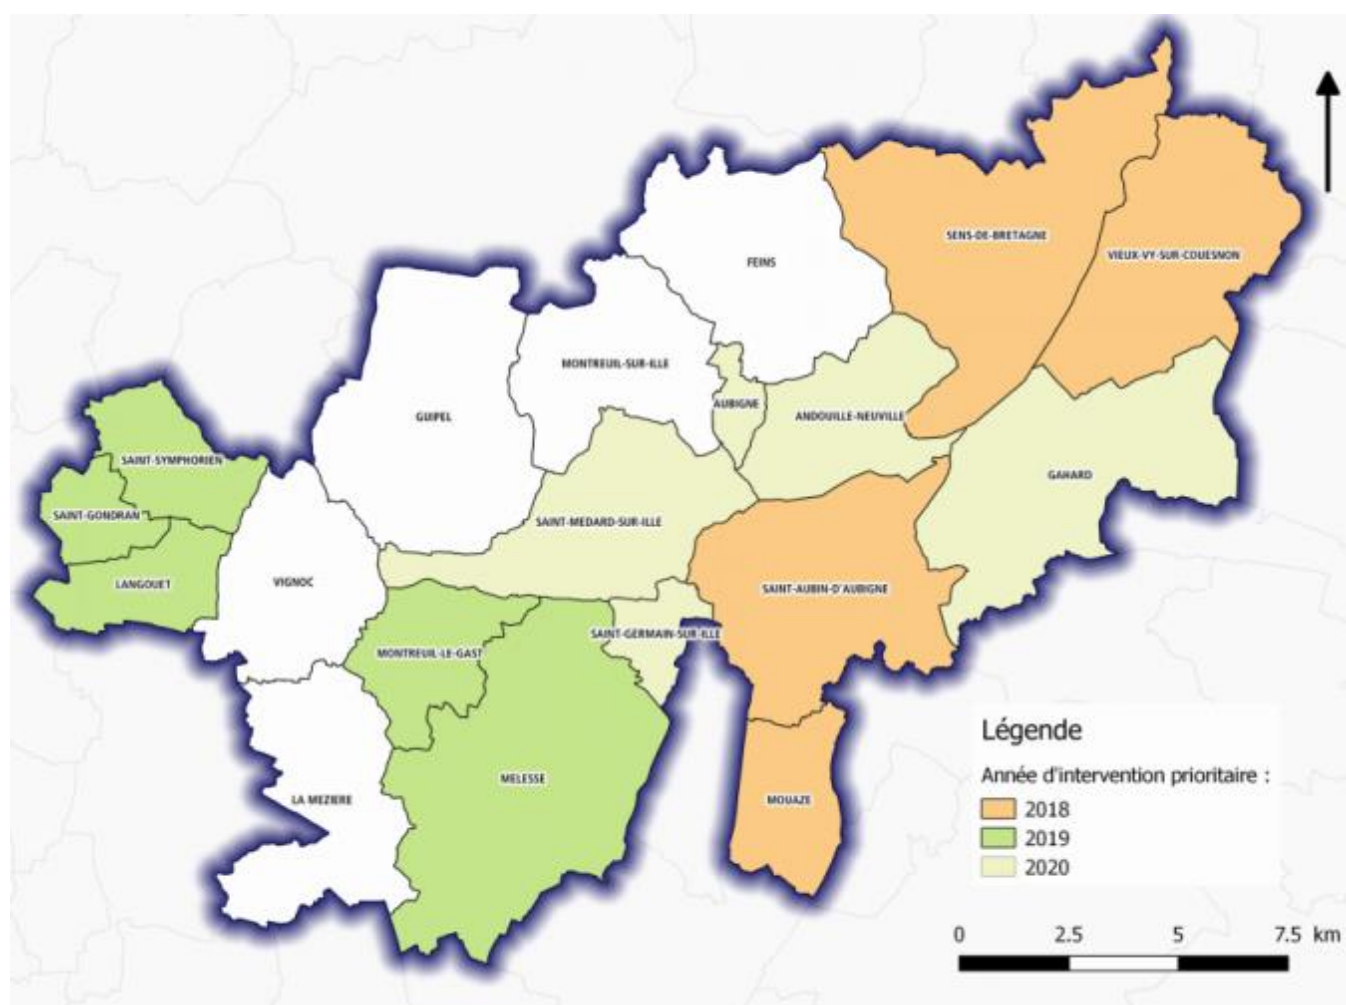 SENS-DE-BRETAGNE
VIEUX-VY-SUR-COUESNON
FEINS
MONTREUIL-SUR-ILLE
AUBIGNE
ANDOUILLE-NEUVILLE
GUIPEL
SAINT-SYMPHORIEN
GAHARD
SAINT-GONDRAN
SAINT-MEDARD-SUR-ILLE
LANGOUET
VIGNOC
SAINT-AUBIN-D'AUBIGNE
SAINT-GERMAIN-SUR-ILLE
MONTREUIL-LE-GAST
MELESSE
LA MEZIERE
MOUAZE
Légende
Année d'intervention prioritaire :
2018
2019
2020
0 2.5 5 7.5 km